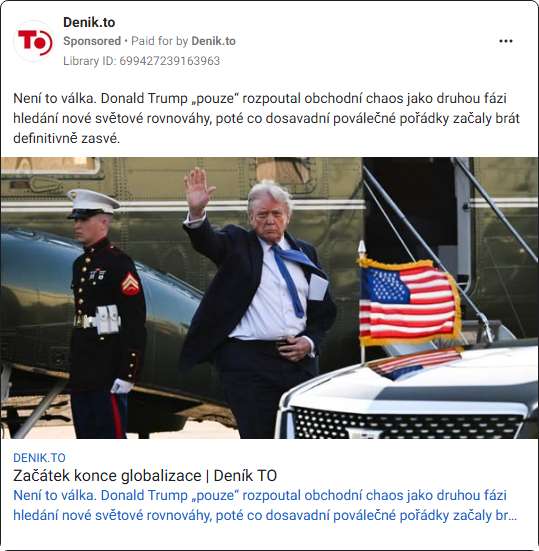 Denik.to
TO
Sponsored • Paid for by Denik.to
Library ID: 699427239163963
Není to válka. Donald Trump „pouze“ rozpoutal obchodní chaos jako druhou fázi
hledání nové světové rovnováhy, poté co dosavadní poválečné pořádky začaly brát
definitivně zasvé.
DENIK.TO
Začátek konce globalizace | Deník TO
Není to válka. Donald Trump „pouze“ rozpoutal obchodní chaos jako druhou fázi
hledání nové světové rovnováhy, poté co dosavadní poválečné pořádky začaly br...